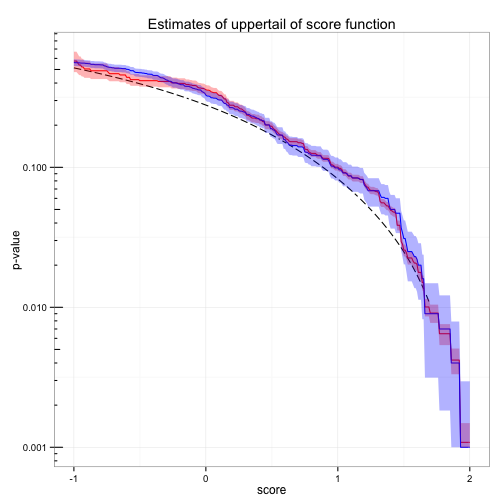 Estimates of uppertail of score function
p-value
0.100
0.010
0.001
-1
0
1
2
score